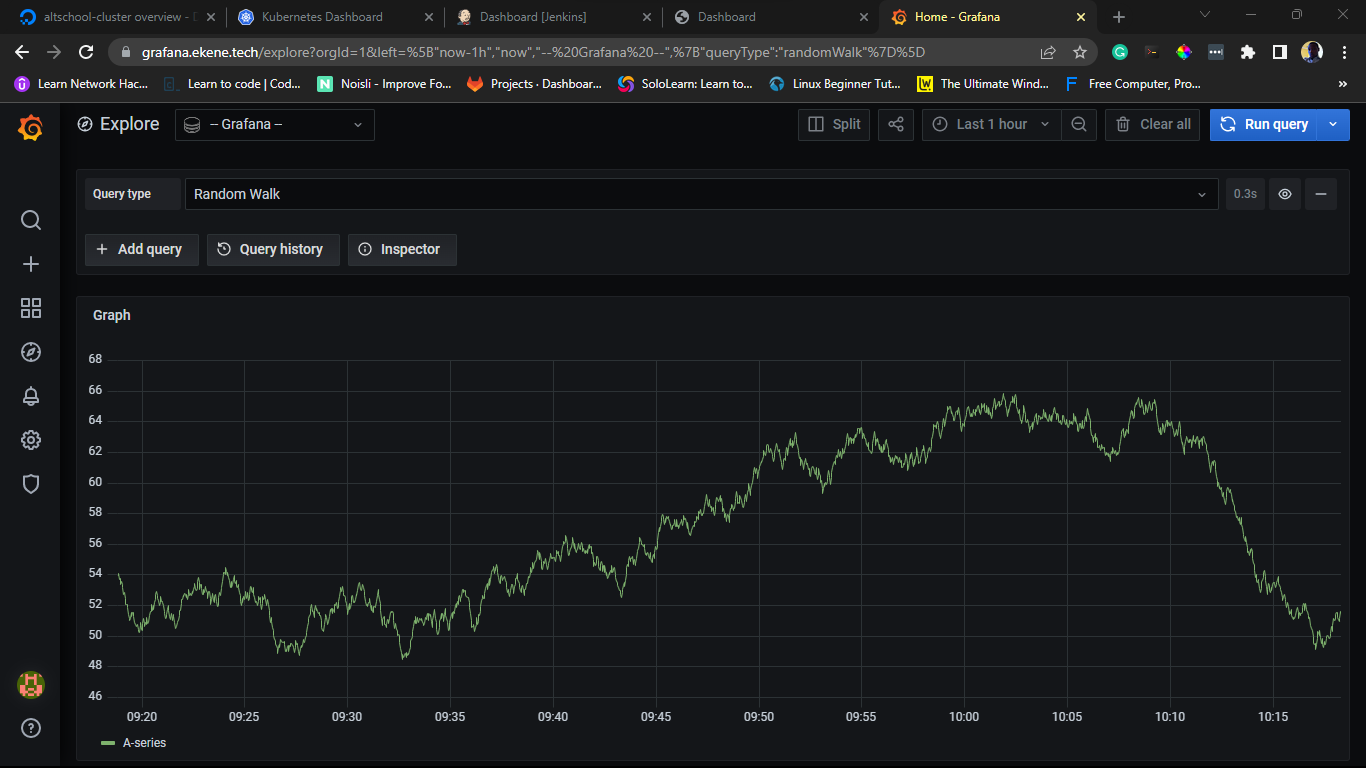 altschool-cluster overview - D
Kubernetes Dashboard
Dashboard [Jenkins]
Dashboard
Home - Grafana
grafana.ekene.tech/explore?orgId=1&left=%5B"now-1h","now","--%20Grafana%20--",%7B"queryType":"randomWalk"%7D%5D
Learn Network Hac...
Learn to code | Cod...
Noisli - Improve Fo...
Projects · Dashboar...
SoloLearn: Learn to...
Linux Beginner Tut...
The Ultimate Wind...
Free Computer, Pro...
»
Explore
-- Grafana --
Split
Last 1 hour
Clear all
Run query
Query type
Random Walk
0.3s
+ Add query
Query history
Inspector
Graph
68
66
64
62
60
58
56
54
52
50
48
46
09:20 09:25 09:30 09:35 09:40 09:45 09:50 09:55 10:00 10:05 10:10 10:15
A-series